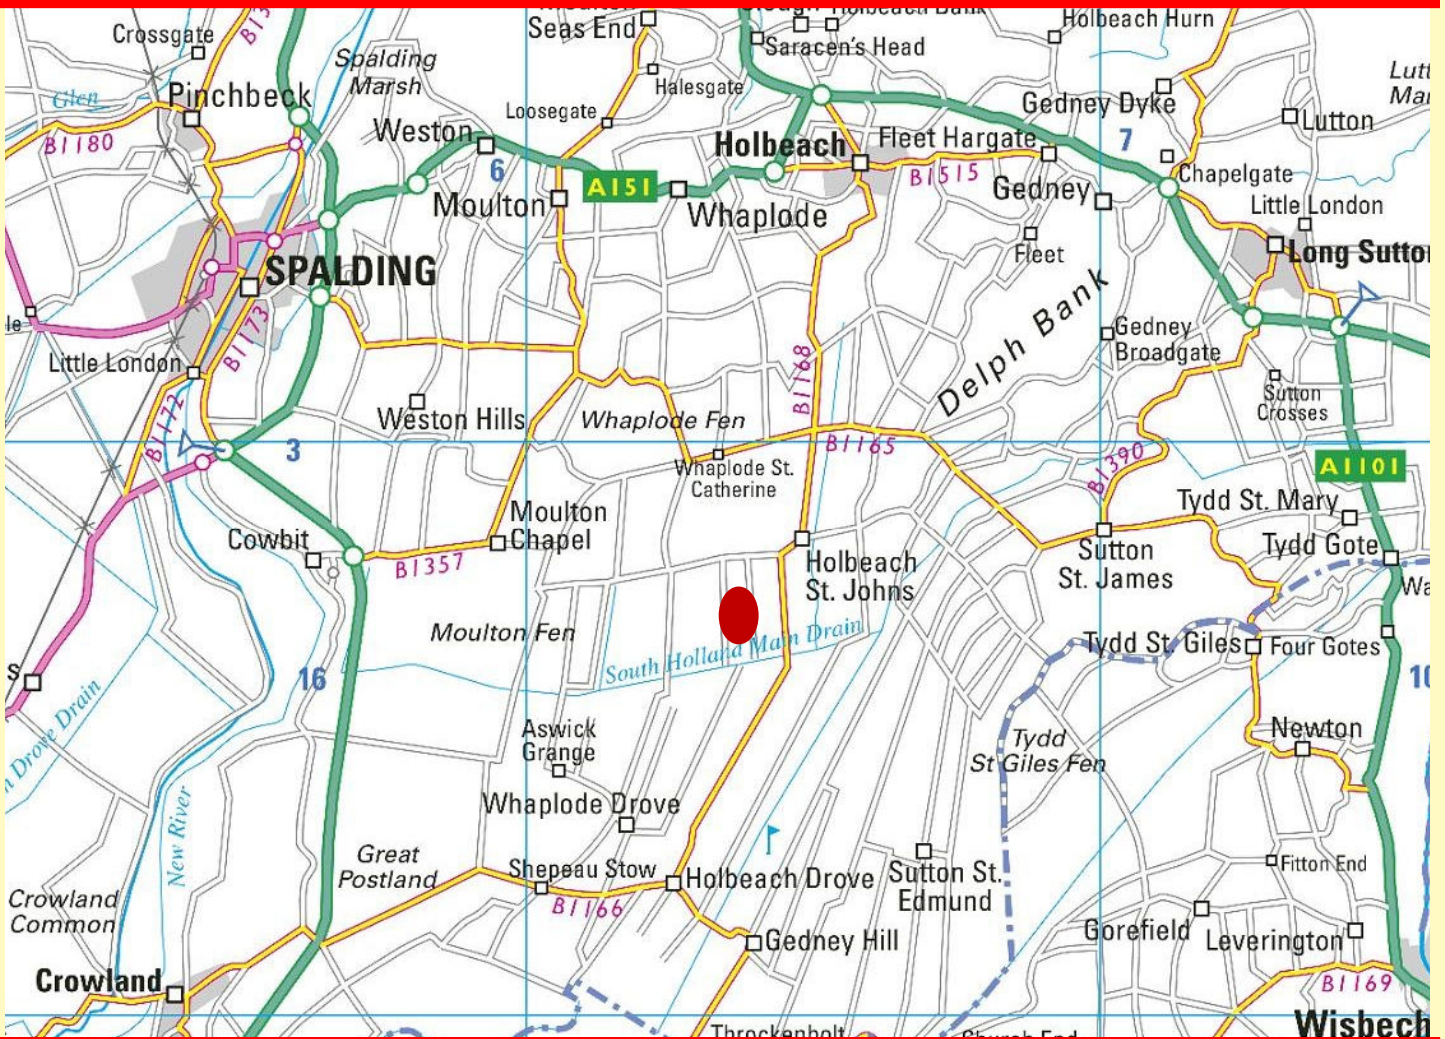 Seas End
Holbeach Hurn
Crossgate
Saracen's Head
Spalding
Marsh
Halesgate
Glen
Pinchbeck
Loosegate
Gedney Dyke
Lutton
B1180
Weston
6
Holbeach
Fleet Hargate
7
B1515
Chapelgate
A151
Moulton
Whaplode
Gedney
Little London
Fleet
SPALDING
Delph Bank
B1173
Gedney
Broadgate
Little London
B1168
Sutton
Crosses
Weston Hills
Whaplode Fen
B1172
3
B1165
B1390
A1101
Whaplode St.
Catherine
Tydd St. Mary
Moulton
Chapel
Cowbit
B1357
Holbeach
St. Johns
Sutton
St. James
Tydd Gote
Moulton Fen
South Holland Main Drain
Tydd St. Giles
Four Gotes
16
Drove Drain
Aswick
Grange
Tydd
St Giles Fen
Newton
Whaplode Drove
New River
Great
Postland
Shepeau Stow
Holbeach Drove
Sutton St.
Edmund
Fitton End
B1166
Crowland
Common
Gedney Hill
Gorefield
Leverington
Crowland
B1169
Throckenholt